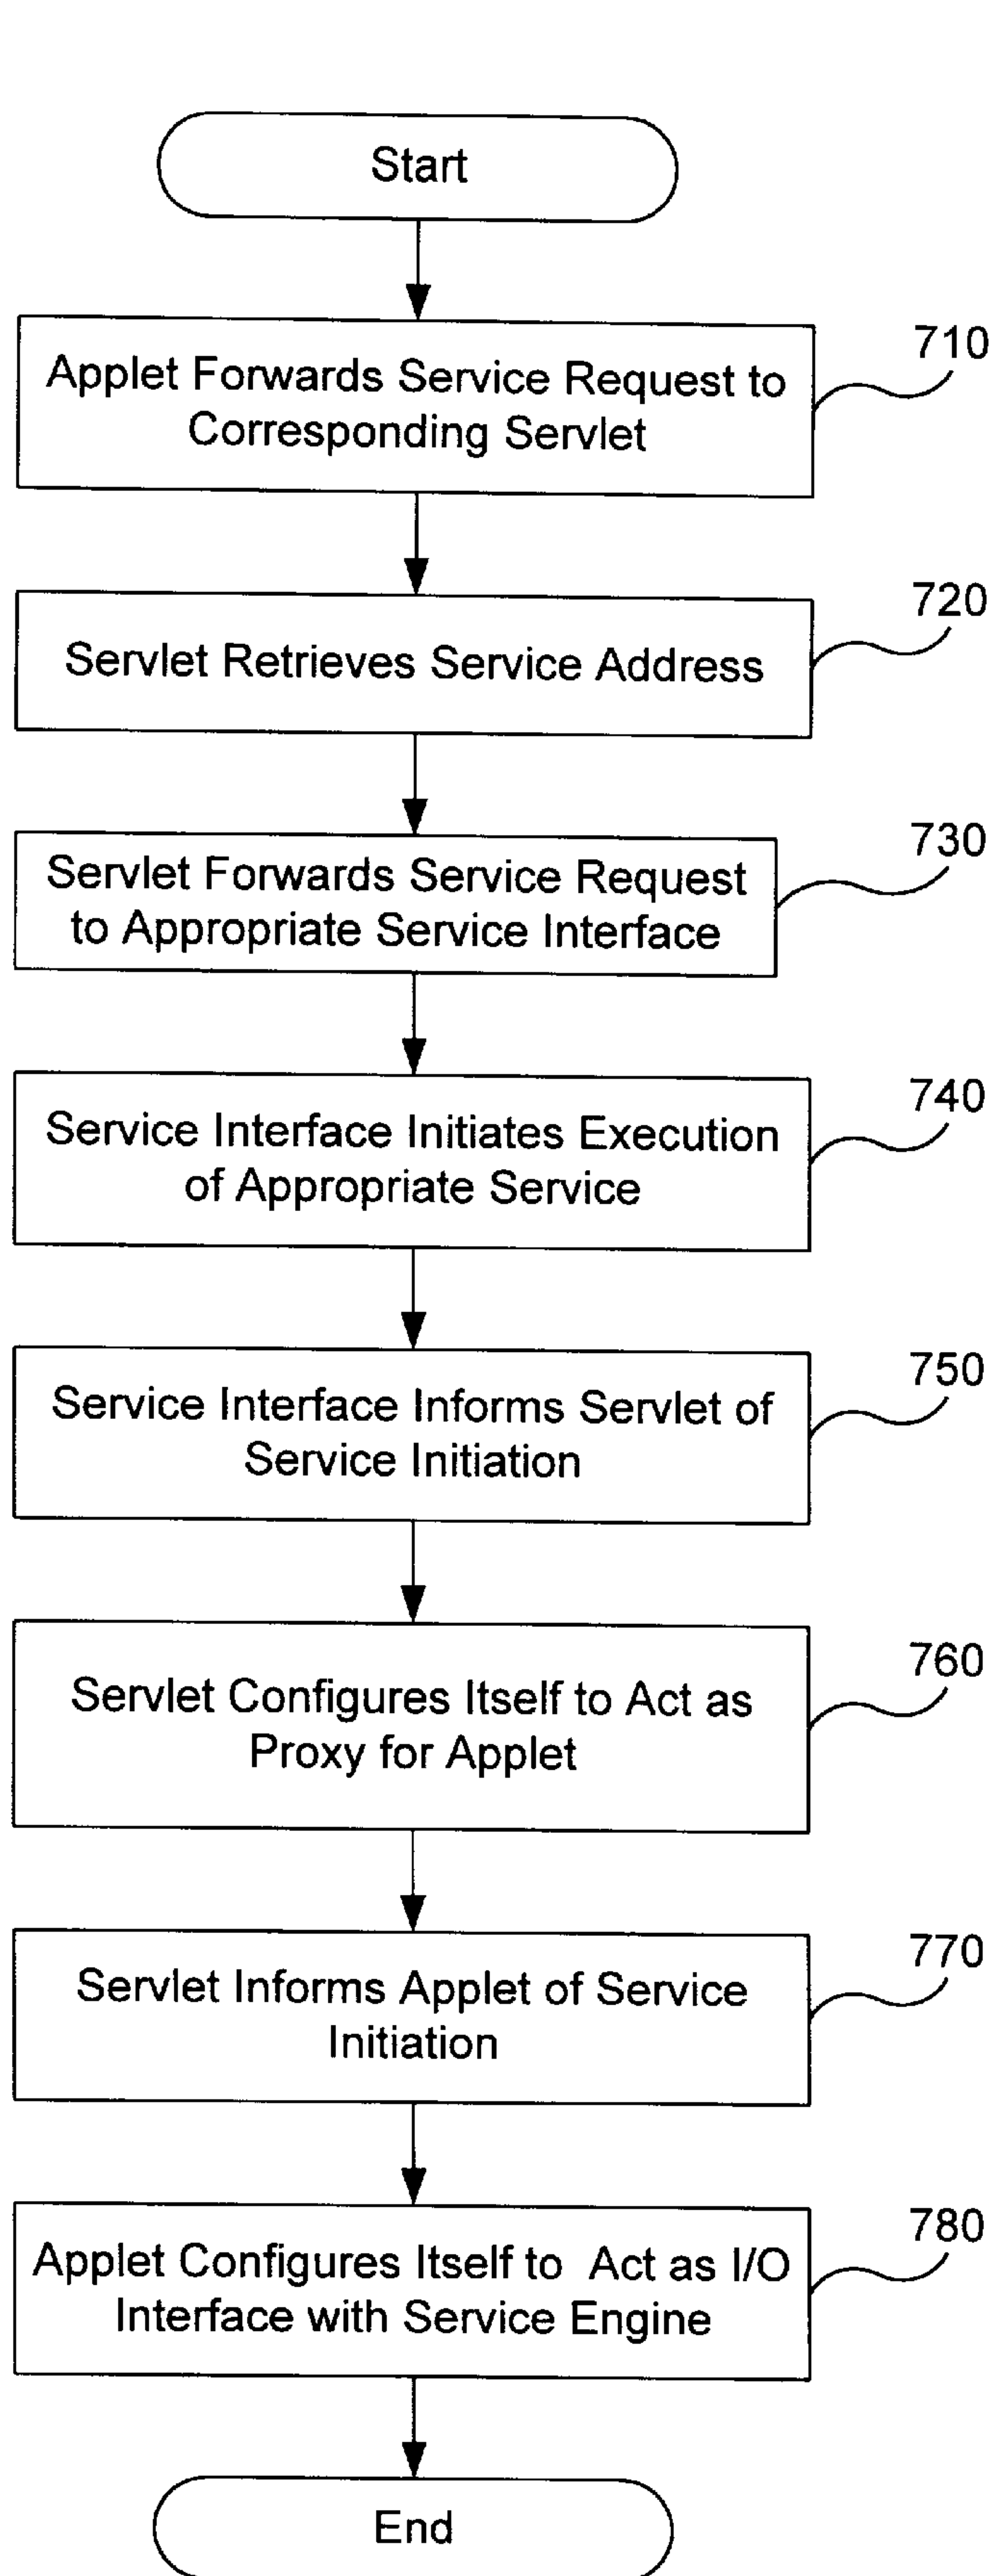 Start
710
Applet Forwards Service Request to
Corresponding Servlet
720
Servlet Retrieves Service Address
730
Servlet Forwards Service Request
to Appropriate Service Interface
740
Service Interface Initiates Execution
of Appropriate Service
750
Service Interface Informs Servlet of
Service Initiation
760
Servlet Configures Itself to Act as
Proxy for Applet
770
Servlet Informs Applet of Service
Initiation
780
Applet Configures Itself to Act as I/O
Interface with Service Engine
End